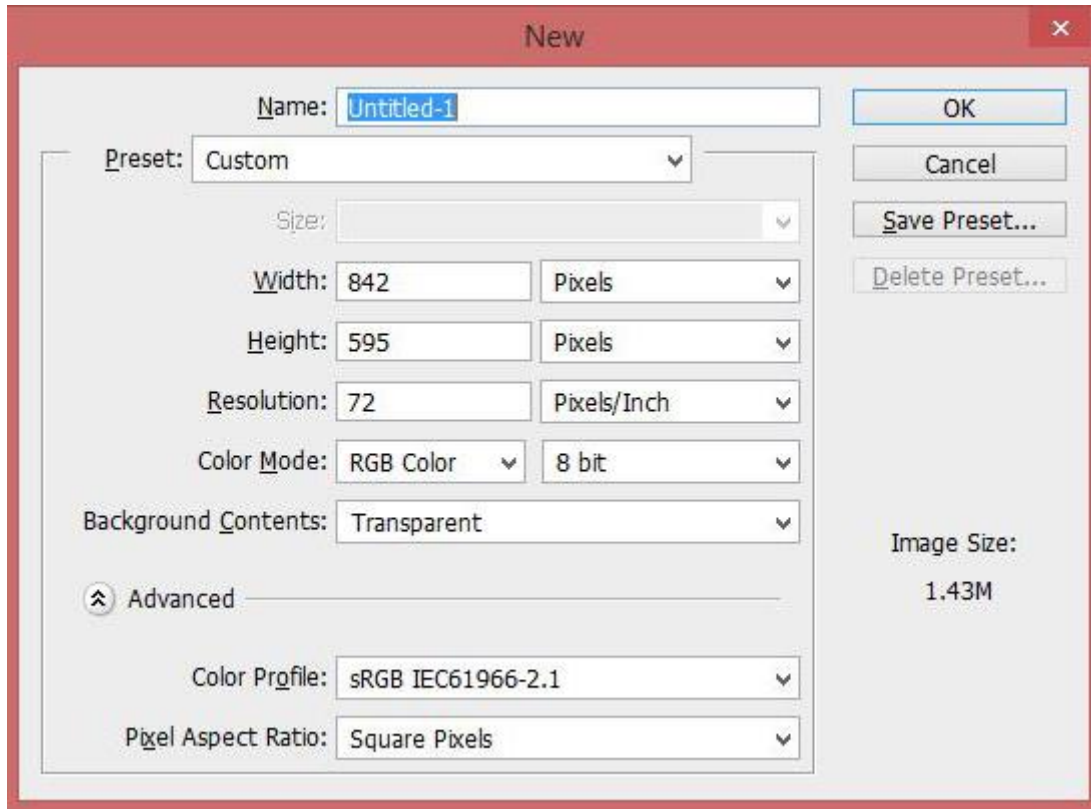 New
Name: Untitled-1
OK
Preset: Custom
Cancel
Size:
Save Preset...
Width: 842 Pixels
Delete Preset...
Height: 595 Pixels
Resolution: 72 Pixels/Inch
Color Mode: RGB Color 8 bit
Background Contents: Transparent
Image Size:
1.43M
Advanced
Color Profile: sRGB IEC61966-2.1
Pixel Aspect Ratio: Square Pixels